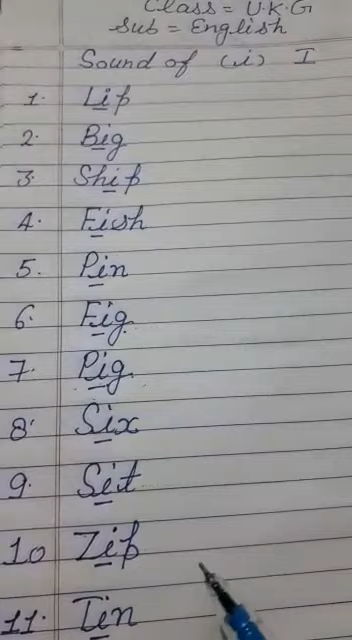 Class = U.K.G
Sub = English
Sound of (i) I
1. Lip
2. Big
3. Ship
4. Fish
5. Pin
6. Fig
7. Pig
8. Six
9. Sit
10 Zip
11. Tin